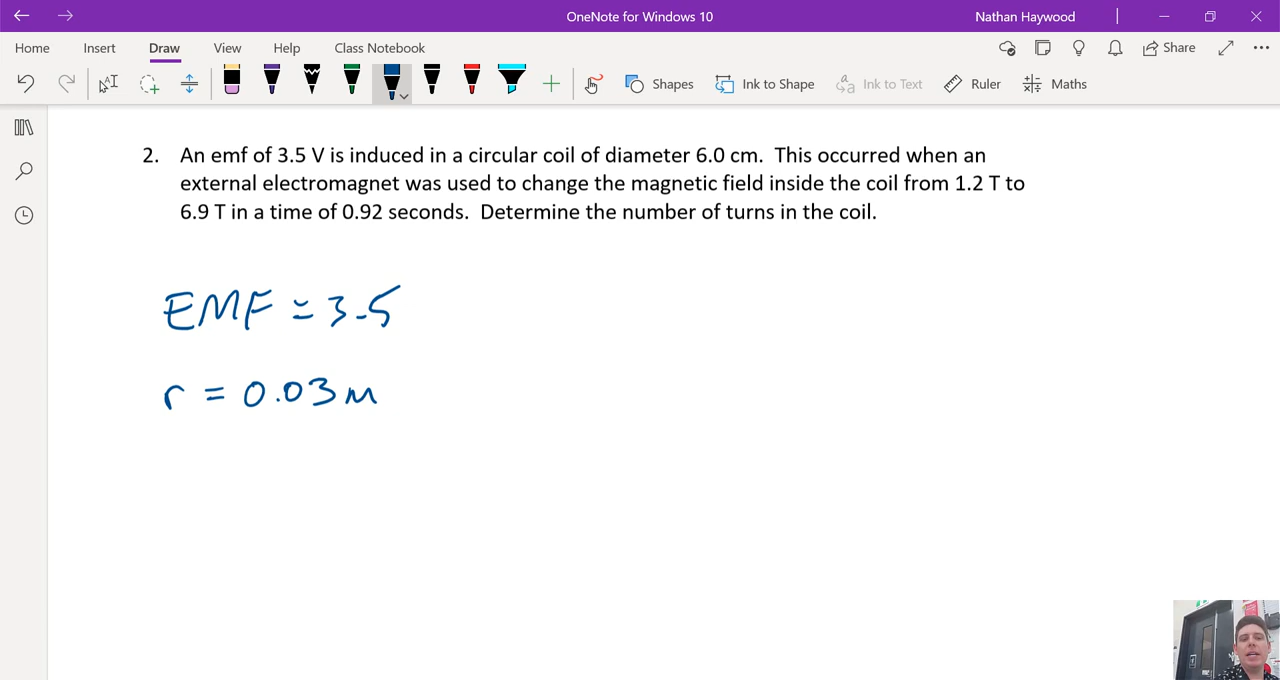 OneNote for Windows 10
Nathan Haywood
Home Insert Draw View Help Class Notebook
Share
Shapes Ink to Shape Ink to Text Ruler Maths
2. An emf of 3.5 V is induced in a circular coil of diameter 6.0 cm. This occurred when an
external electromagnet was used to change the magnetic field inside the coil from 1.2 T to
6.9 T in a time of 0.92 seconds. Determine the number of turns in the coil.
EMF = 3.5
r = 0.03 m